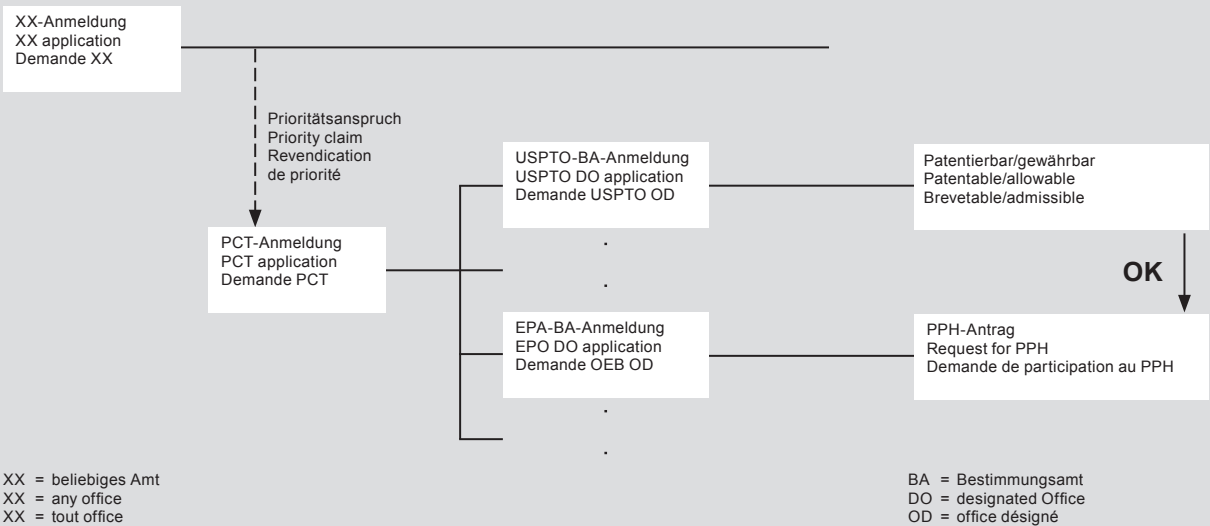 XX-Anmeldung
XX application
Demande XX
Prioritätsanspruch
Priority claim
Revendication
de priorité
USPTO-BA-Anmeldung
USPTO DO application
Demande USPTO OD
Patentierbar/gewährbar
Patentable/allowable
Brevetable/admissible
PCT-Anmeldung
PCT application
Demande PCT
OK
EPA-BA-Anmeldung
EPO DO application
Demande OEB OD
PPH-Antrag
Request for PPH
Demande de participation au PPH
XX = beliebiges Amt
XX = any office
XX = tout office
BA = Bestimmungsamt
DO = designated Office
OD = office désigné